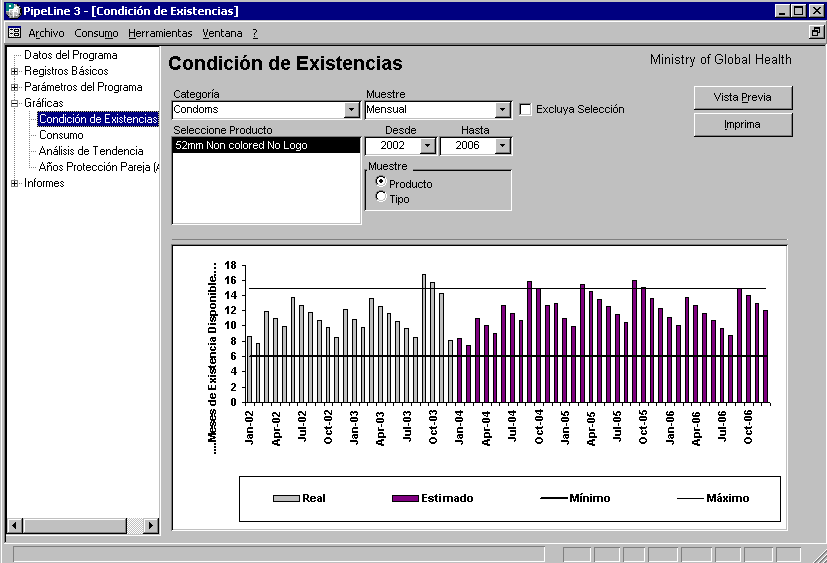 PipeLine 3 - [Condición de Existencias]
Archivo Consumo Herramientas Ventana ?
Datos del Programa
Registros Básicos
Parámetros del Programa
Gráficas
Condición de Existencias
Consumo
Análisis de Tendencia
Años Protección Pareja (A
Informes
Condición de Existencias
Ministry of Global Health
Categoría
Condoms
Muestre
Mensual
Excluya Selección
Vista Previa
Imprima
Seleccione Producto
52mm Non colored No Logo
Desde
Hasta
2002
2006
Muestre
Producto
Tipo
....Meses de Existencia Disponible....
18
16
14
12
10
8
6
4
2
0
Jan-02 Apr-02 Jul-02 Oct-02 Jan-03 Apr-03 Jul-03 Oct-03 Jan-04 Apr-04 Jul-04 Oct-04 Jan-05 Apr-05 Jul-05 Oct-05 Jan-06 Apr-06 Jul-06 Oct-06
Real Estimado Mínimo Máximo